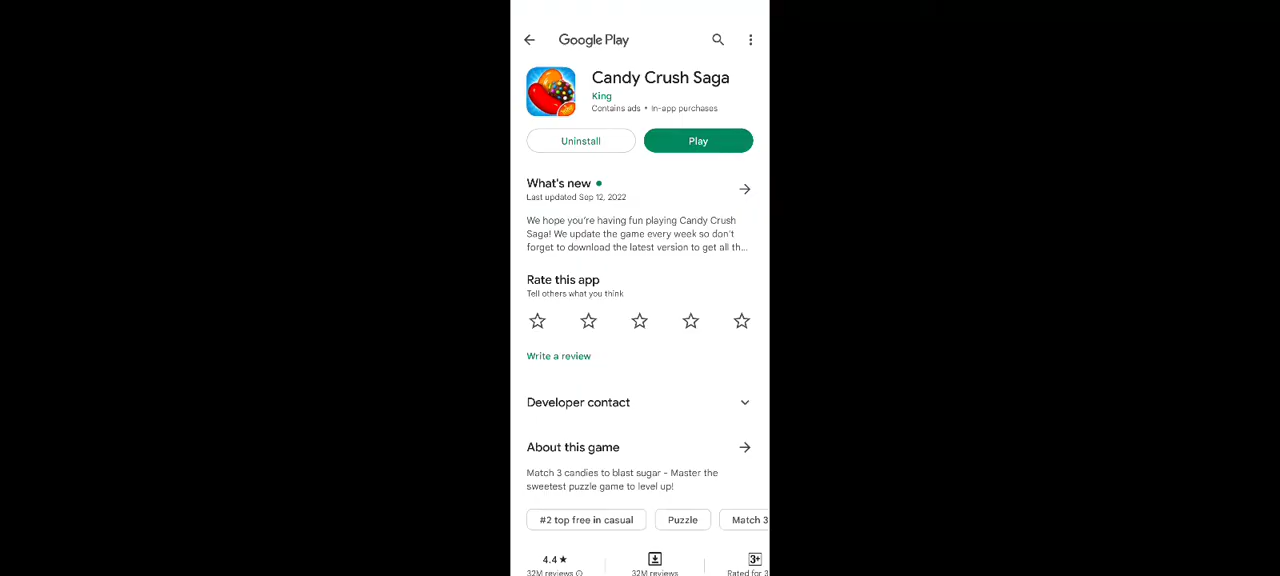 Google Play
Candy Crush Saga
King
Contains ads • In-app purchases
Uninstall
Play
What's new
Last updated Sep 12, 2022
We hope you're having fun playing Candy Crush
Saga! We update the game every week so don't
forget to download the latest version to get all th...
Rate this app
Tell others what you think
Write a review
Developer contact
About this game
Match 3 candies to blast sugar - Master the
sweetest puzzle game to level up!
#2 top free in casual
Puzzle
Match 3
4.4★
3+
32M reviews
32M reviews
Rated for 3